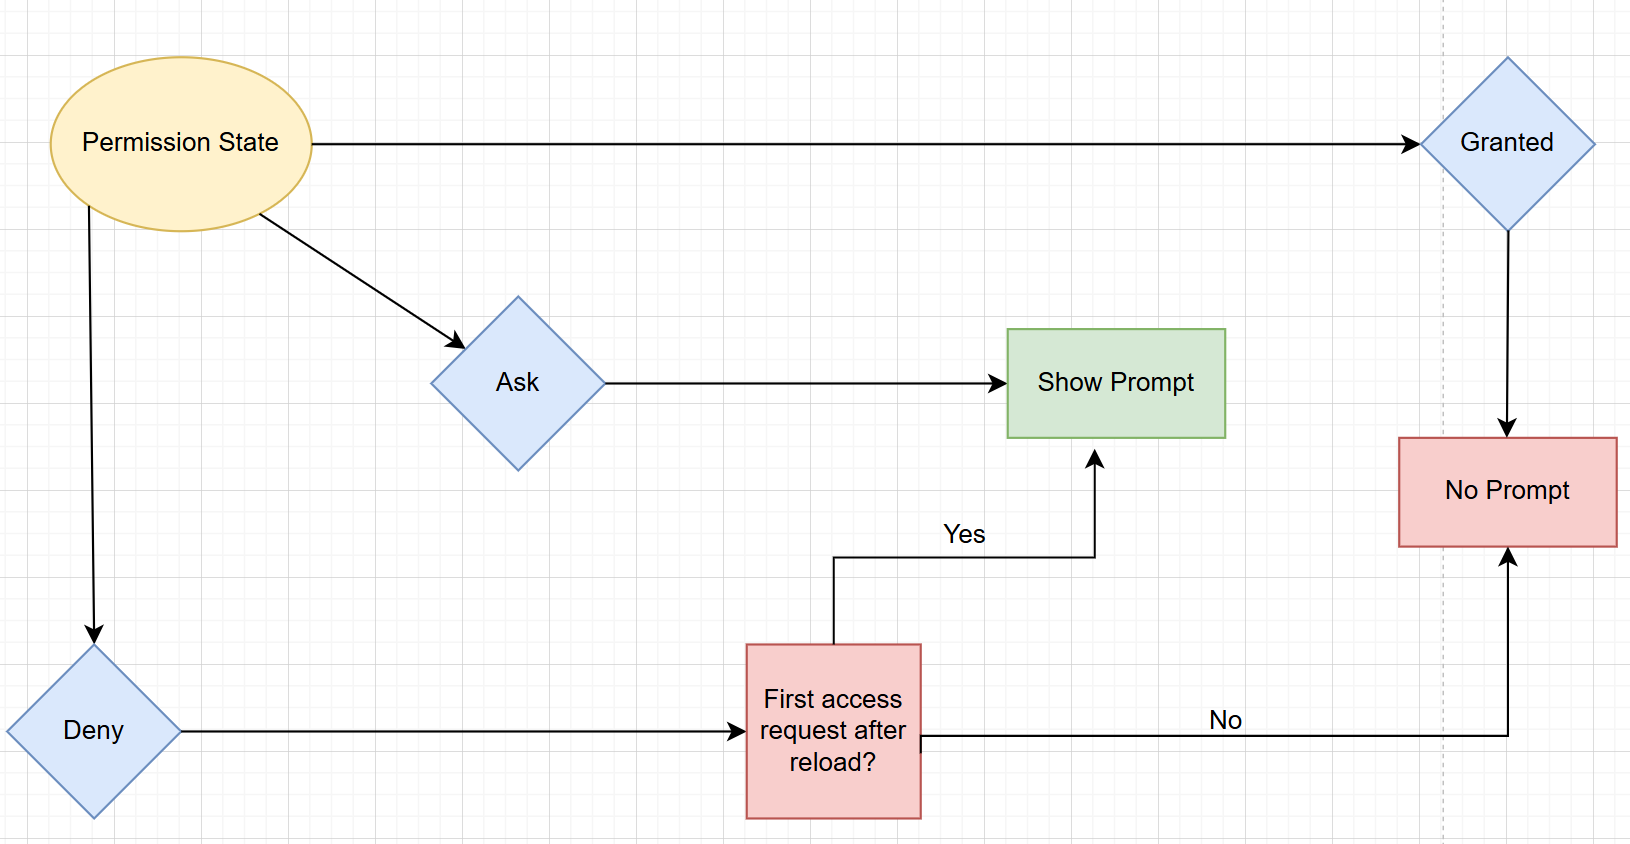 Permission State
Granted
Ask
Show Prompt
No Prompt
Yes
Deny
First access
request after
reload?
No